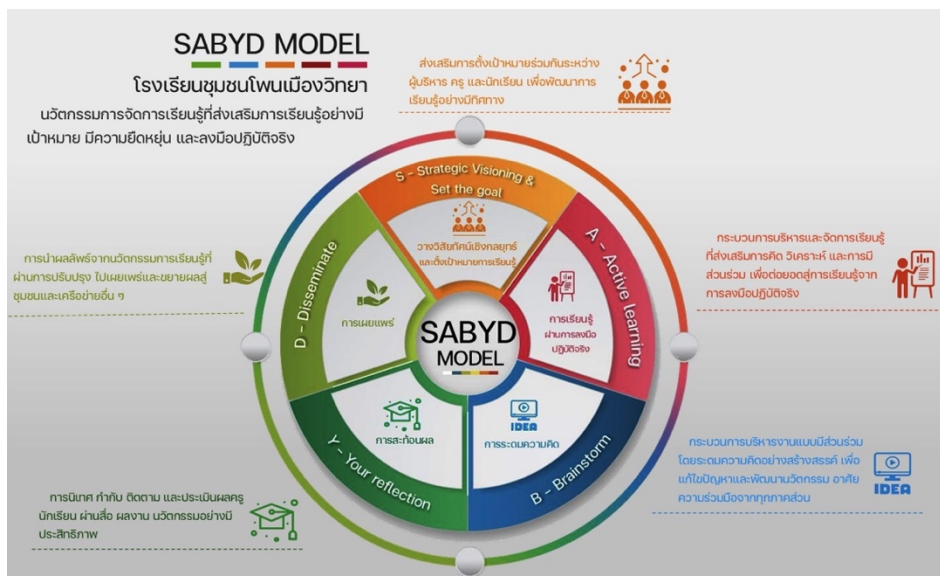 SABYD MODEL
โรงเรียนชุมชนโพนเมืองวิทยา
นวัตกรรมการจัดการเรียนรู้ที่ส่งเสริมการเรียนรู้อย่างมี
เป้าหมาย มีความยืดหยุ่น และลงมือปฏิบัติจริง
ส่งเสริมการตั้งเป้าหมายร่วมกันระหว่าง
ผู้บริหาร ครู และนักเรียน เพื่อพัฒนาการ
เรียนรู้อย่างมีทิศทาง
S - Strategic Visioning &
Set the goal
วางวิสัยทัศน์เชิงกลยุทธ์
และตั้งเป้าหมายการเรียนรู้
A - Active learning
การเรียนรู้
ผ่านการลงมือ
ปฏิบัติจริง
กระบวนการบริหารและจัดการเรียนรู้
ที่ส่งเสริมการคิด วิเคราะห์ และการมี
ส่วนร่วม เพื่อต่อยอดสู่การเรียนรู้จาก
การลงมือปฏิบัติจริง
การนำผลลัพธ์จากนวัตกรรมการเรียนรู้ที่
ผ่านการปรับปรุง ไปเผยแพร่และขยายผลสู่
ชุมชนและเครือข่ายอื่น ๆ
D - Disseminate
การเผยแพร่
SABYD
MODEL
Y - Your reflection
การสะท้อนผล
B - Brainstorm
IDEA
การระดมความคิด
กระบวนการบริหารงานแบบมีส่วนร่วม
โดยระดมความคิดอย่างสร้างสรรค์ เพื่อ
แก้ไขปัญหาและพัฒนานวัตกรรม อาศัย
ความร่วมมือจากทุกภาคส่วน
IDEA
การนิเทศ กำกับ ติดตาม และประเมินผลครู
นักเรียน ผ่านสื่อ ผลงาน นวัตกรรมอย่างมี
ประสิทธิภาพ